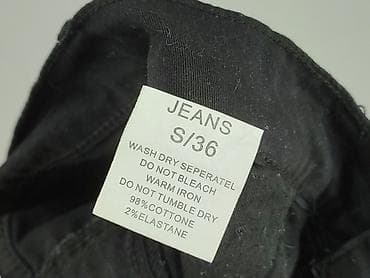 JEANS
S/36
WASH DRY SEPERATEL
DO NOT BLEACH
WARM IRON
DO NOT TUMBLE DRY
98%COTTONE
2%ELASTANE